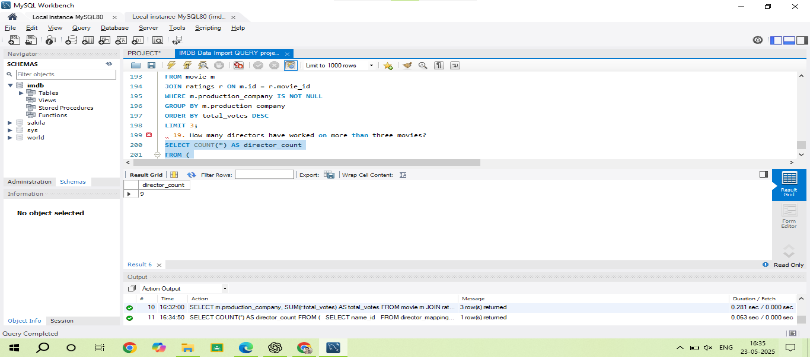 MySQL Workbench
Local instance MySQL80 × Local instance MySQL80 (imd... ×
File Edit View Query Database Server Tools Scripting Help
Navigator
SCHEMAS
Filter objects
imdb
Tables
Views
Stored Procedures
Functions
sakila
sys
world
Administration Schemas
Information
No object selected
Object Info Session
PROJECT* IMDB Data Import QUERY proje... ×
Limit to 1000 rows
193 FROM movie m
194 JOIN ratings r ON m.id = r.movie_id
195 WHERE m.production_company IS NOT NULL
196 GROUP BY m.production_company
197 ORDER BY total_votes DESC
198 LIMIT 3;
199 _ 19. How many directors have worked on more than three movies?
200 SELECT COUNT(*) AS director_count
201 FROM (
Result Grid Filter Rows: Export: Wrap Cell Content:
director_count
9
Result Grid
Form Editor
Result 6 × Read Only
Output
Action Output
# Time Action Message Duration / Fetch
10 16:32:00 SELECT m.production_company, SUM(r.total_votes) AS total_votes FROM movie m JOIN rat... 3 row(s) returned 0.281 sec / 0.000 sec
11 16:34:50 SELECT COUNT(*) AS director_count FROM ( SELECT name_id FROM director_mapping... 1 row(s) returned 0.063 sec / 0.000 sec
Query Completed
ENG 16:35
23-05-2025